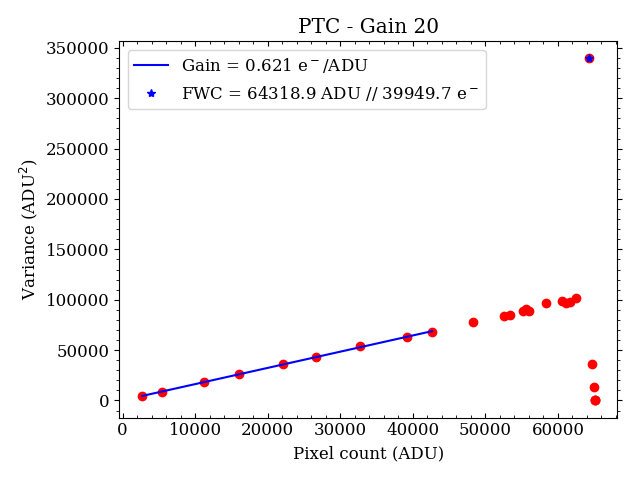 PTC - Gain 20
Gain = 0.621 e⁻/ADU
FWC = 64318.9 ADU // 39949.7 e⁻
350000
300000
250000
200000
150000
100000
50000
0
Variance (ADU²)
0 10000 20000 30000 40000 50000 60000
Pixel count (ADU)